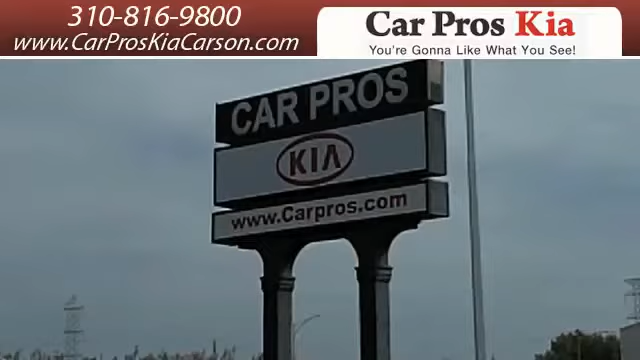 310-816-9800
www.CarProsKiaCarson.com
Car Pros Kia
You're Gonna Like What You See!
CAR PROS
KIA
www.Carpros.com